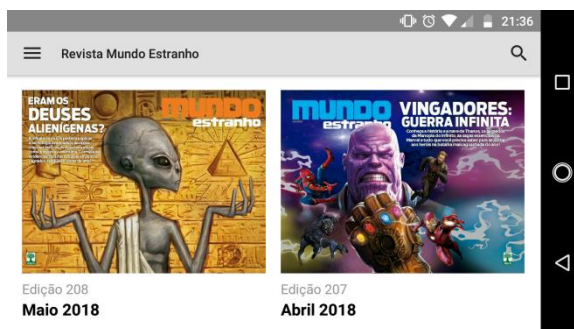 21:36
Revista Mundo Estranho
ERAM OS
DEUSES
ALIENÍGENAS?
MUNDO
estranho
MUNDO
estranho
VINGADORES:
GUERRA INFINITA
Edição 208
Maio 2018
Edição 207
Abril 2018